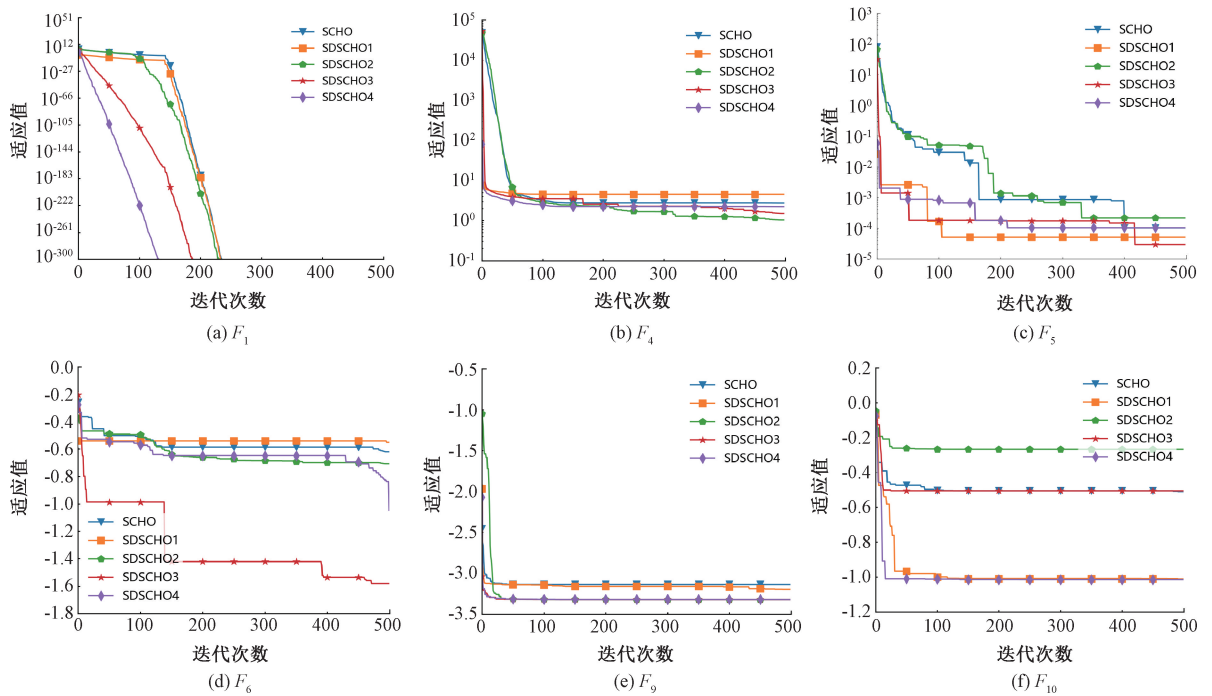 10^51
10^12
10^-27
10^-66
10^-105
10^-144
10^-183
10^-222
10^-261
10^-300
适应值
0 100 200 300 400 500
迭代次数
SCHO
SDSCHO1
SDSCHO2
SDSCHO3
SDSCHO4
(a) F_1
10^5
10^4
10^3
10^2
10^1
10^0
10^-1
适应值
0 100 200 300 400 500
迭代次数
SCHO
SDSCHO1
SDSCHO2
SDSCHO3
SDSCHO4
(b) F_4
10^2
10^1
10^0
10^-1
10^-2
10^-3
10^-4
10^-5
适应值
0 100 200 300 400 500
迭代次数
SCHO
SDSCHO1
SDSCHO2
SDSCHO3
SDSCHO4
(c) F_5
0.0
-0.2
-0.4
-0.6
-0.8
-1.0
-1.2
-1.4
-1.6
-1.8
适应值
0 100 200 300 400 500
迭代次数
SCHO
SDSCHO1
SDSCHO2
SDSCHO3
SDSCHO4
(d) F_6
-1.0
-1.5
-2.0
-2.5
-3.0
-3.5
适应值
0 100 200 300 400 500
迭代次数
SCHO
SDSCHO1
SDSCHO2
SDSCHO3
SDSCHO4
(e) F_9
0.2
0.0
-0.2
-0.4
-0.6
-0.8
-1.0
-1.2
适应值
0 100 200 300 400 500
迭代次数
SCHO
SDSCHO1
SDSCHO2
SDSCHO3
SDSCHO4
(f) F_10